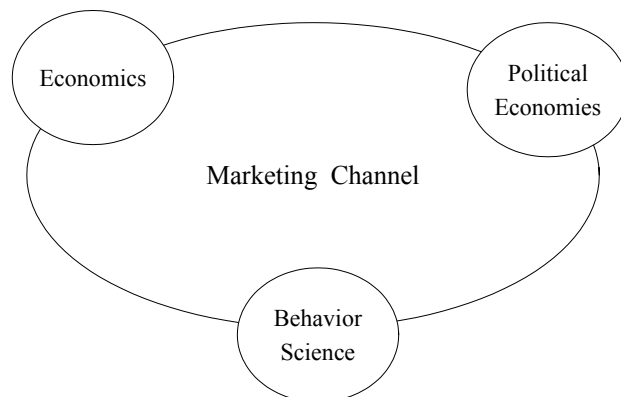 Economics
Political
Economies
Marketing Channel
Behavior
Science